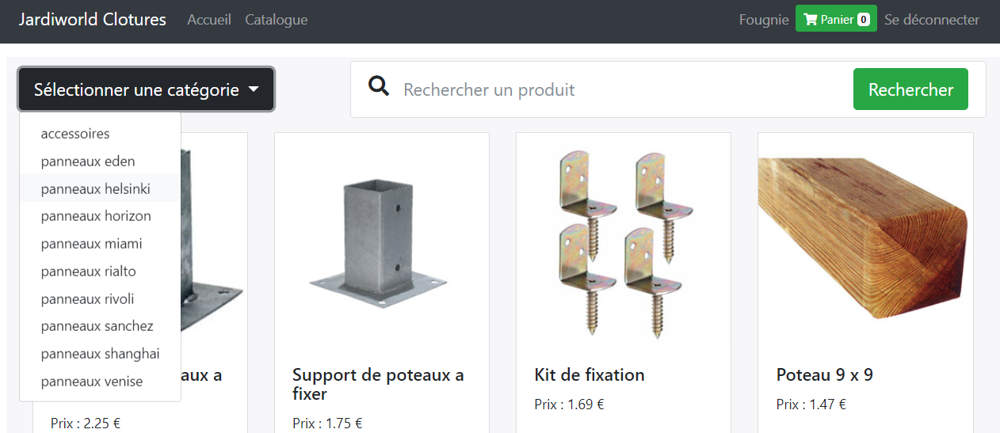 Jardiworld Clotures Accueil Catalogue Fougnie Panier 0 Se déconnecter
Sélectionner une catégorie
Rechercher un produit Rechercher
accessoires
panneaux eden
panneaux helsinki
panneaux horizon
panneaux miami
panneaux rialto
panneaux rivoli
panneaux sanchez
panneaux shanghai
panneaux venise
aux a
Prix : 2.25 €
Support de poteaux a
fixer
Prix : 1.75 €
Kit de fixation
Prix : 1.69 €
Poteau 9 x 9
Prix : 1.47 €